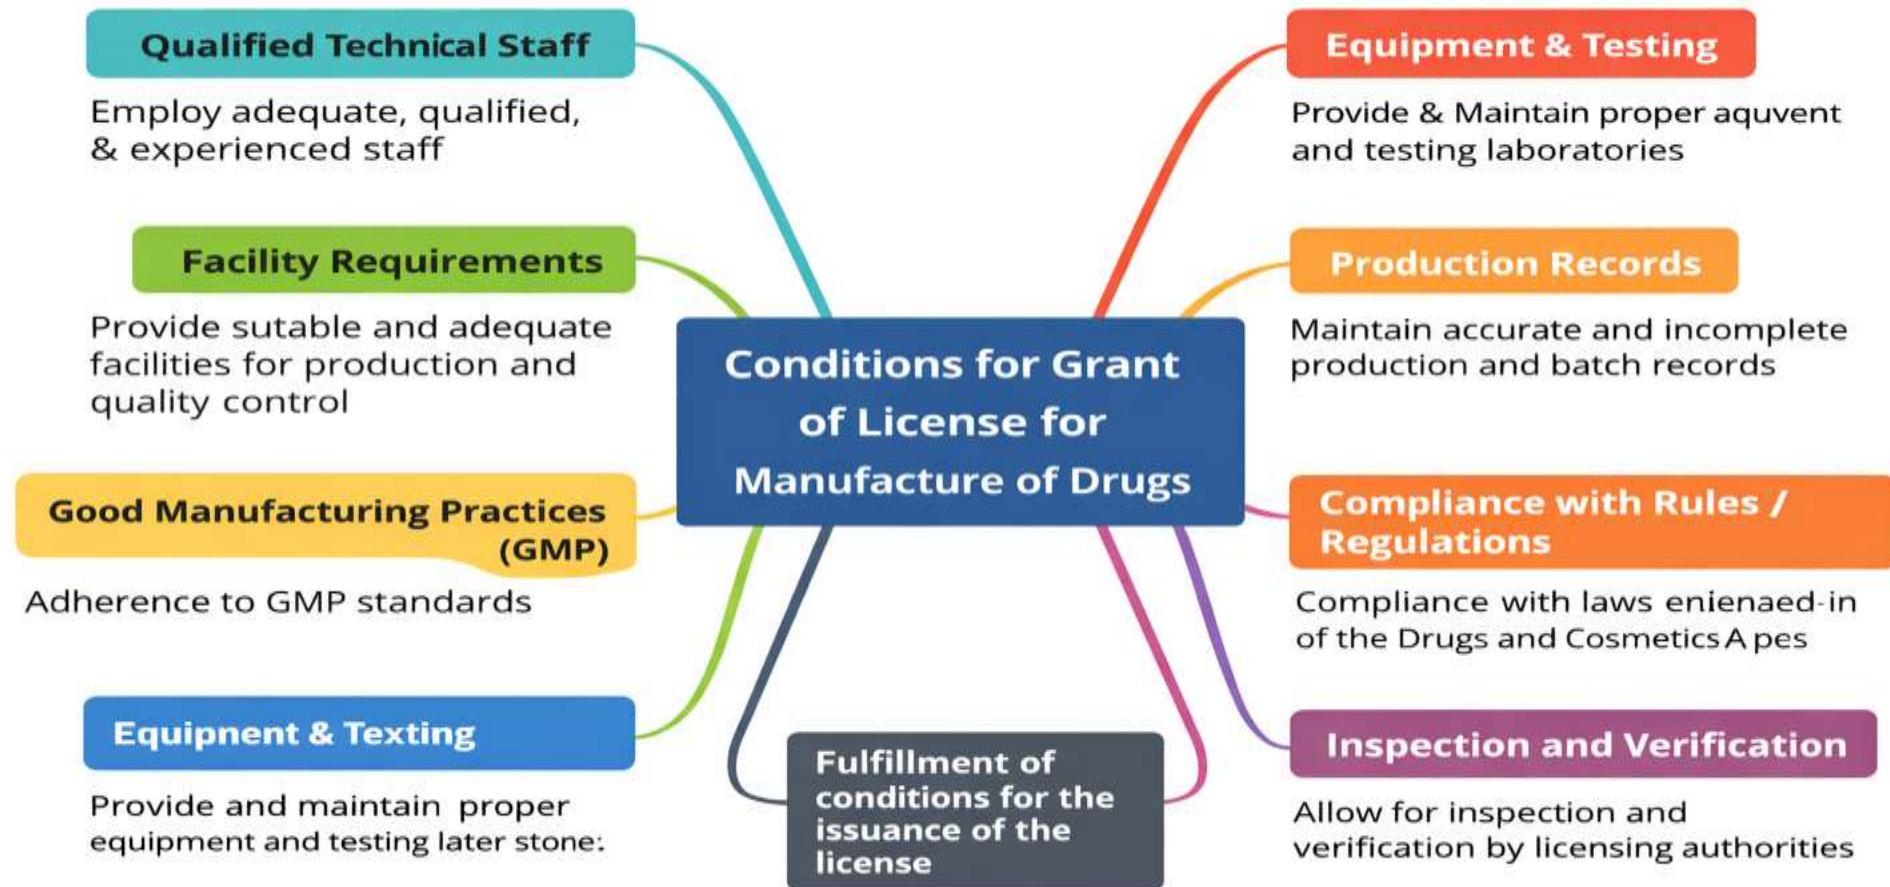 Qualified Technical Staff
Employ adequate, qualified,
& experienced staff
Facility Requirements
Provide sutable and adequate
facilities for production and
quality control
Good Manufacturing Practices
(GMP)
Adherence to GMP standards
Equipnent & Texting
Provide and maintain proper
equipment and testing later stone:
Conditions for Grant
of License for
Manufacture of Drugs
Fulfillment of
conditions for the
issuance of the
license
Equipment & Testing
Provide & Maintain proper aquvent
and testing laboratories
Production Records
Maintain accurate and incomplete
production and batch records
Compliance with Rules /
Regulations
Compliance with laws enienaed-in
of the Drugs and Cosmetics A pes
Inspection and Verification
Allow for inspection and
verification by licensing authorities